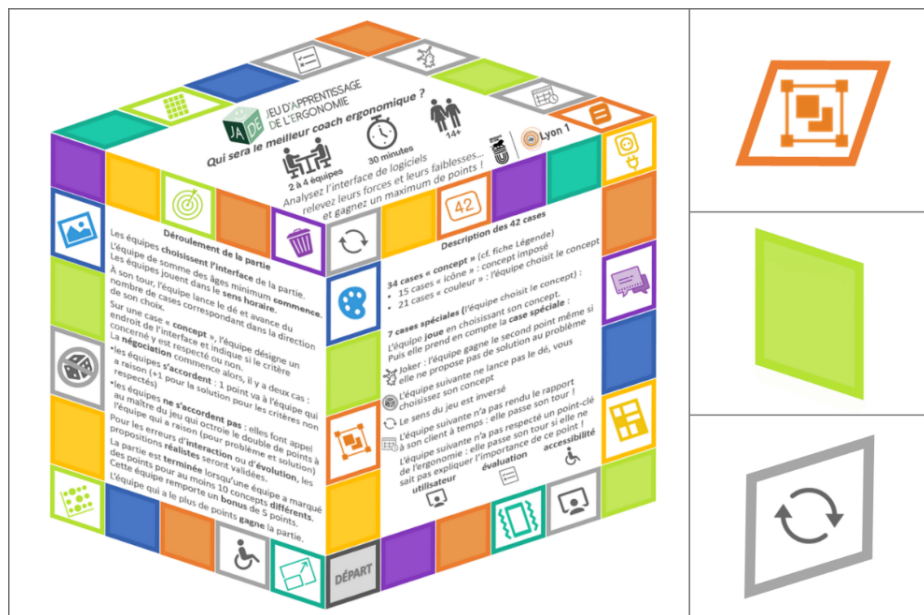 JEU D'APPRENTISSAGE
DE L'ERGONOMIE
JA DE
Qui sera le meilleur coach ergonomique ?
2 à 4 équipes
30 minutes
14+
Lyon 1
Analysez l'interface de logiciels
relevez leurs forces et leurs faiblesses...
et gagnez un maximum de points !
Déroulement de la partie
Les équipes choisissent l'interface de la partie.
L'équipe de somme des âges minimum commence.
Les équipes jouent dans le sens horaire.
À son tour, l'équipe lance le dé et avance du
nombre de cases correspondant dans la direction
de son choix.
Sur une case « concept », l'équipe désigne un
endroit de l'interface et indique si le critère
concerné y est respecté ou non.
La négociation commence alors, il y a deux cas :
•les équipes s'accordent : 1 point va à l'équipe qui
a raison (+1 pour la solution pour les critères non
respectés)
•les équipes ne s'accordent pas : elles font appel
au maître du jeu qui octroie le double de points à
l'équipe qui a raison (pour problème et solution)
Pour les erreurs d'interaction ou d'évolution, les
propositions réalistes seront validées.
La partie est terminée lorsqu'une équipe a marqué
des points pour au moins 10 concepts différents.
Cette équipe remporte un bonus de 5 points.
L'équipe qui a le plus de points gagne la partie.
42
Description des 42 cases
34 cases « concept » (cf. fiche Légende)
• 15 cases « icône » : concept imposé
• 21 cases « couleur » : l'équipe choisit le concept
7 cases spéciales (l'équipe choisit le concept) :
L'équipe joue en choisissant son concept.
Puis elle prend en compte la case spéciale :
Joker : l'équipe gagne le second point même si
elle ne propose pas de solution au problème
L'équipe suivante ne lance pas le dé, vous
choisissez son concept
Le sens du jeu est inversé
L'équipe suivante n'a pas rendu le rapport
à son client à temps : elle passe son tour !
L'équipe suivante n'a pas respecté un point-clé
de l'ergonomie : elle passe son tour si elle ne
sait pas expliquer l'importance de ce point !
utilisateur
évaluation
accessibilité
DÉPART